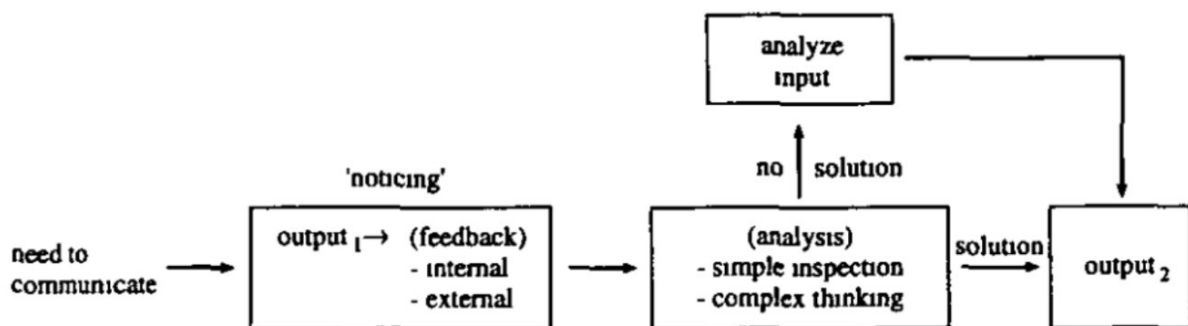 analyze
input
no solution
'noticing'
need to
communicate
output 1 → (feedback)
- internal
- external
(analysis)
- simple inspection
- complex thinking
solution
output 2